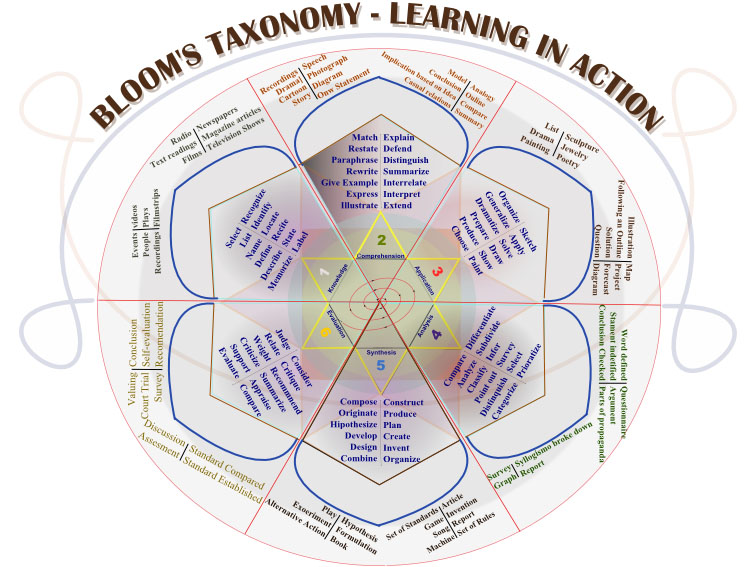 BLOOM'S TAXONOMY - LEARNING IN ACTION
Recordings Speech
Drama Photograph
Cartoon Diagram
Story Onw Statement
Model Analogy
Conclusion Outline
Implication based on Idea Compare
Casual relations Summary
Match Explain
Restate Defend
Paraphrase Distinguish
Rewrite Summarize
Give Example Interrelate
Express Interpret
Illustrate Extend
2
Comprehension
List Sculpture
Drama Jewelry
Painting Poetry
Illustration Map
Following an Outline Project
Solution Forecast
Question Diagram
Organize Sketch
Generalize Apply
Dramatize Solve
Prepare Draw
Produce Show
Choose Paint
3
Application
Word defined Questionnaire
Stament indetified Argument
Conclusion Checked Parts of propaganda
Survey Syilogismo broke down
Graph Report
Compare Differentiate
Analyze Subdivide
Classify Infer
Point out Survey
Distinguish Select
Categorize Prioratize
4
Analysis
5
Synthesis
Compose Construct
Originate Produce
Hipothesize Plan
Develop Create
Design Invent
Combine Organize
Set of Standards Article
Game Invention
Song Report
Machine Set of Rules
Play Hypothesis
Exoeriment Formulation
Alternative Action Book
6
Evaluation
Judge Consider
Relate Critique
Weight Recommend
Criticize Summarize
Support Appraise
Evaluate Compare
Valuing Conclusion
Court Trial Self-evaluation
Survey Recomendation
Discussion Standard Compared
Assesment Standard Established
1
Knowledge
Select Recognize
List Identify
Name Locate
Define Recite
Describe State
Memorize Label
Radio Newspapers
Text readings Magazine articles
Films Television Shows
Events videos
People Plays
Recordings Filmstrips